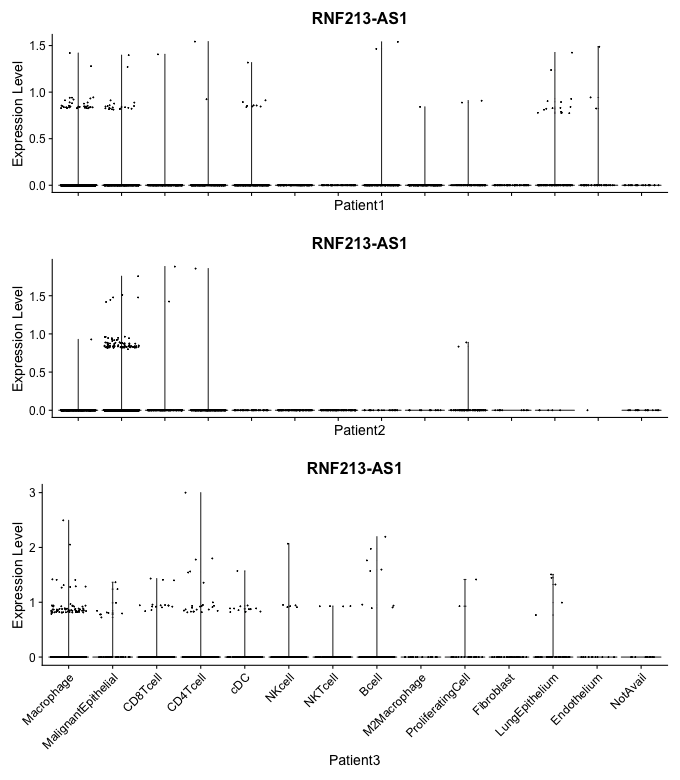 RNF213-AS1
Expression Level
1.5
1.0
0.5
0.0
Patient1
RNF213-AS1
Expression Level
1.5
1.0
0.5
0.0
Patient2
RNF213-AS1
Expression Level
3
2
1
0
Macrophage
MalignantEpithelial
CD8Tcell
CD4Tcell
cDC
NKcell
NKTcell
Bcell
M2Macrophage
ProliferatingCell
Fibroblast
LungEpithelium
Endothelium
NotAvail
Patient3